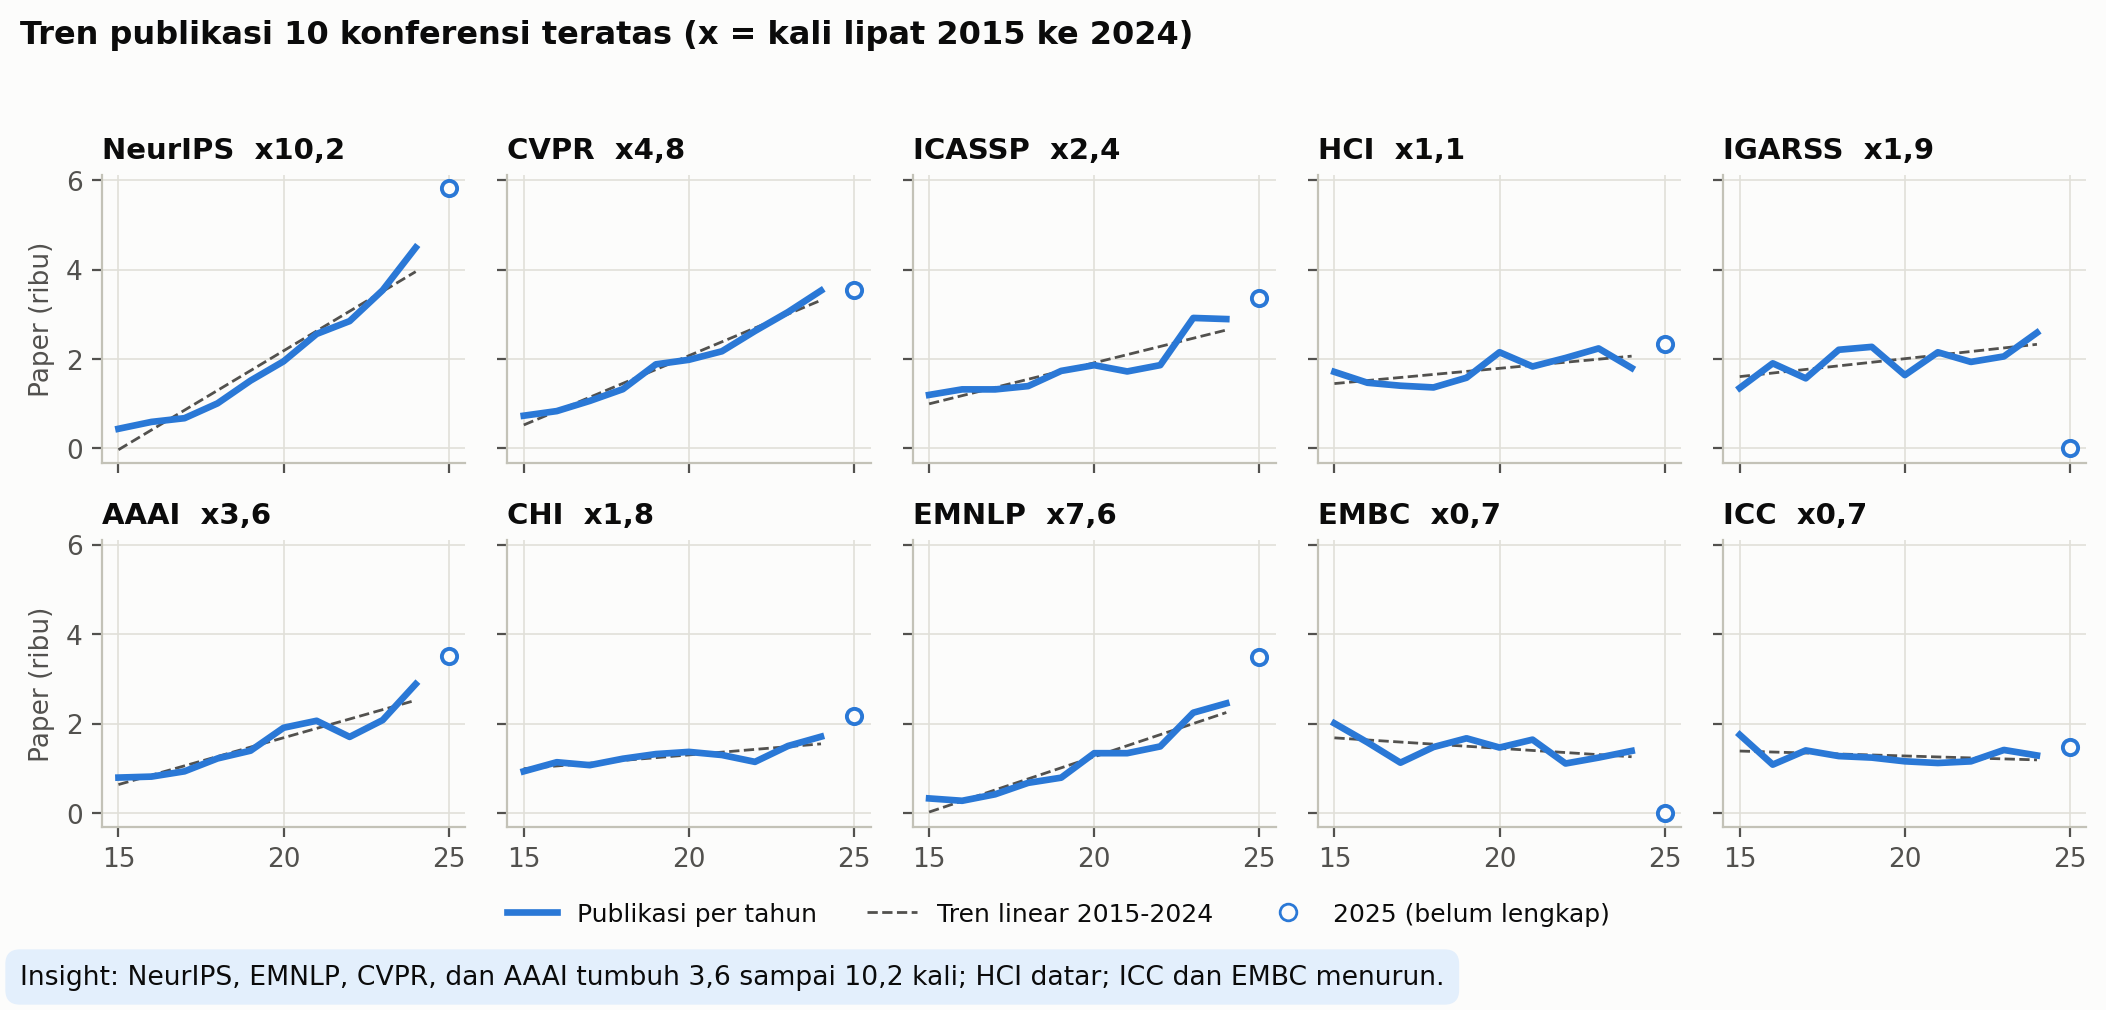 Tren publikasi 10 konferensi teratas (x = kali lipat 2015 ke 2024)
NeurIPS x10,2
CVPR x4,8
ICASSP x2,4
HCI x1,1
IGARSS x1,9
6
4
2
0
Paper (ribu)
AAAI x3,6
CHI x1,8
EMNLP x7,6
EMBC x0,7
ICC x0,7
6
4
2
0
Paper (ribu)
15 20 25
15 20 25
15 20 25
15 20 25
15 20 25
Publikasi per tahun
Tren linear 2015-2024
2025 (belum lengkap)
Insight: NeurIPS, EMNLP, CVPR, dan AAAI tumbuh 3,6 sampai 10,2 kali; HCI datar; ICC dan EMBC menurun.